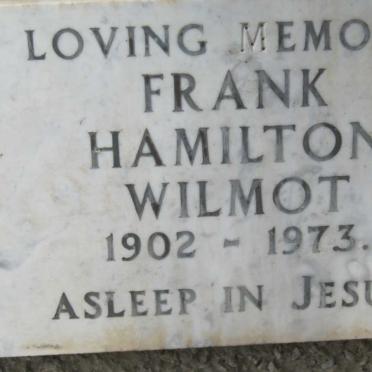 LOVING MEMO
FRANK
HAMILTON
WILMOT
1902 - 1973.
ASLEEP IN JESU